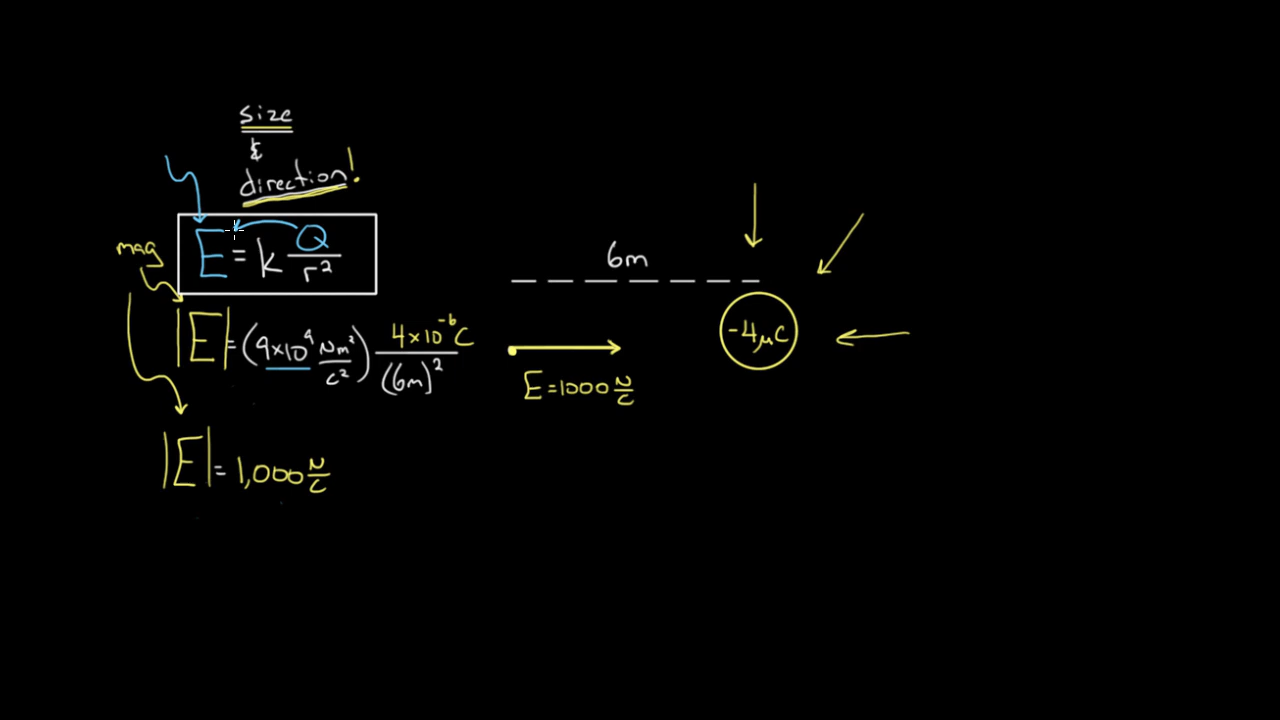 size
&
direction!
E = k Q/r²
mag
|E| = (9×10⁹ Nm²/C²) 4×10⁻⁶C/(6m)²
|E| = 1,000 N/C
6m
-4μC
E = 1000 N/C